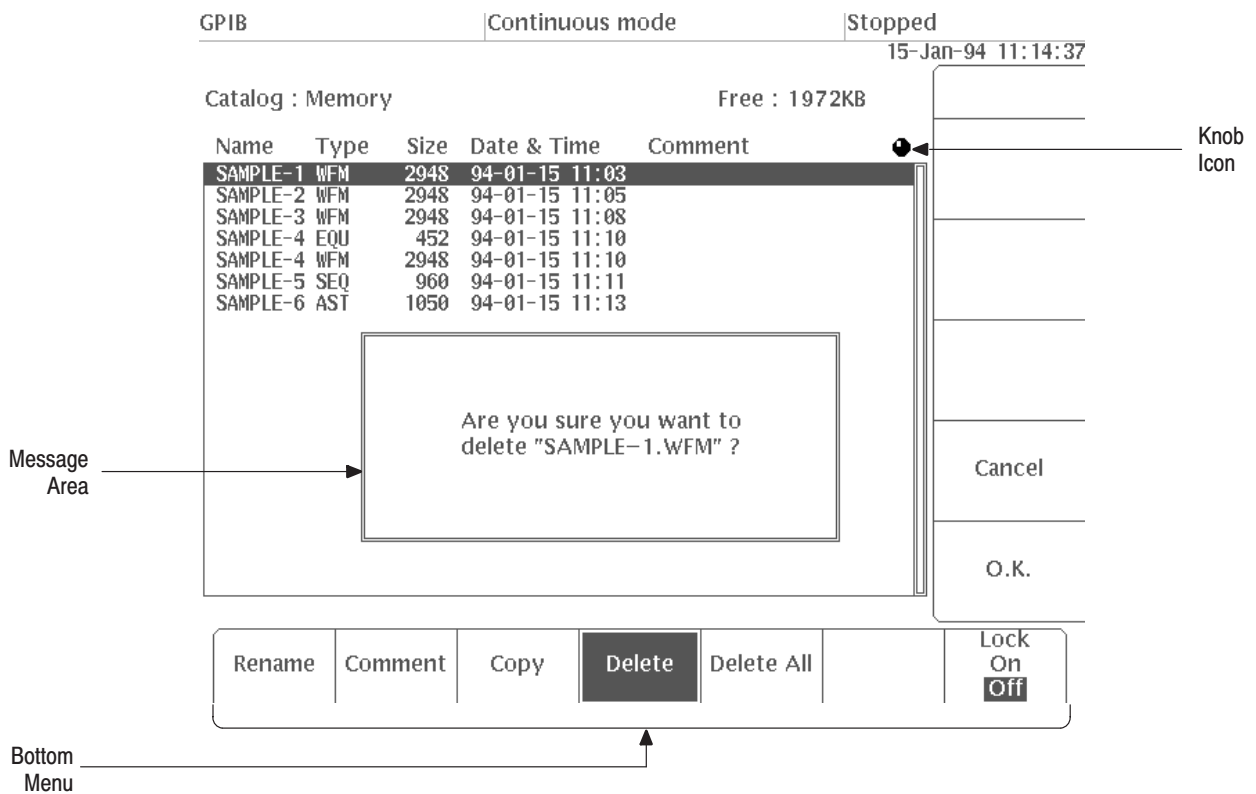 GPIB Continuous mode Stopped
15-Jan-94 11:14:37
Catalog : Memory Free : 1972KB
Name Type Size Date & Time Comment
SAMPLE-1 WFM 2948 94-01-15 11:03
SAMPLE-2 WFM 2948 94-01-15 11:05
SAMPLE-3 WFM 2948 94-01-15 11:08
SAMPLE-4 EQU 452 94-01-15 11:10
SAMPLE-4 WFM 2948 94-01-15 11:10
SAMPLE-5 SEQ 960 94-01-15 11:11
SAMPLE-6 AST 1050 94-01-15 11:13
Knob
Icon
Are you sure you want to
delete "SAMPLE−1.WFM" ?
Message
Area
Cancel
O.K.
Rename Comment Copy Delete Delete All
Lock
On
Off
Bottom
Menu